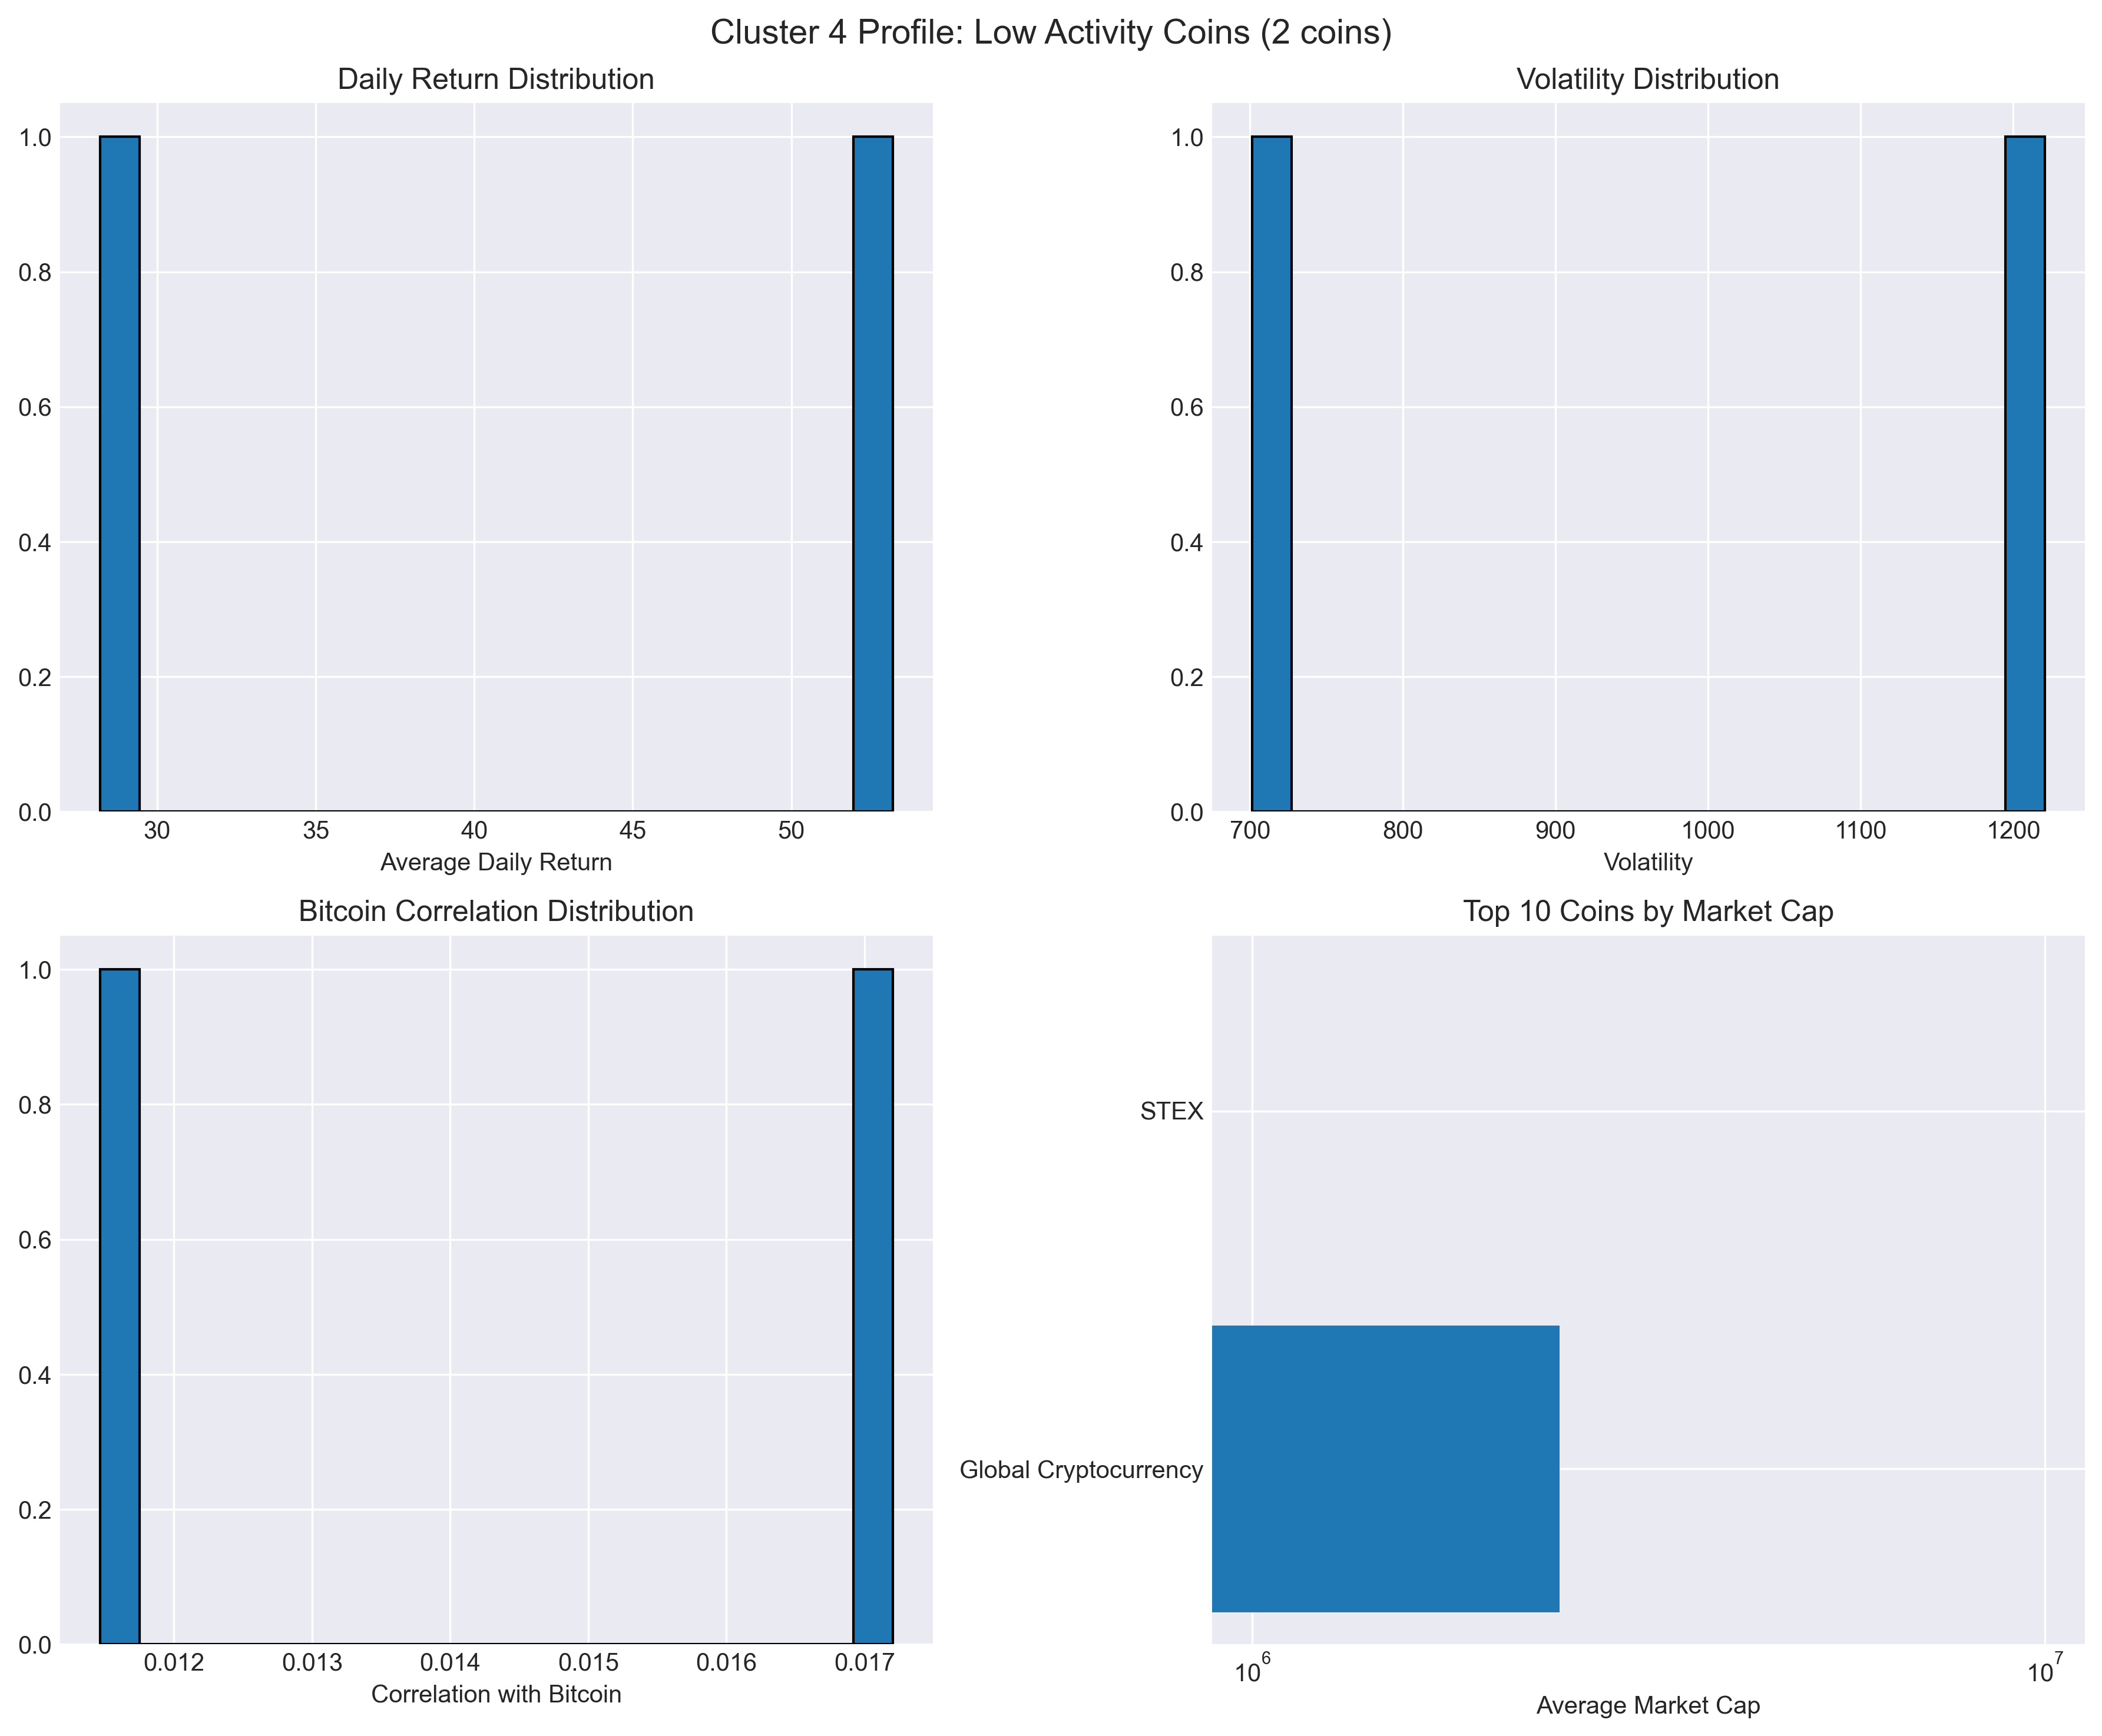 Cluster 4 Profile: Low Activity Coins (2 coins)
Daily Return Distribution
1.0
0.8
0.6
0.4
0.2
0.0
30 35 40 45 50
Average Daily Return
Volatility Distribution
1.0
0.8
0.6
0.4
0.2
0.0
700 800 900 1000 1100 1200
Volatility
Bitcoin Correlation Distribution
1.0
0.8
0.6
0.4
0.2
0.0
0.012 0.013 0.014 0.015 0.016 0.017
Correlation with Bitcoin
Top 10 Coins by Market Cap
STEX
Global Cryptocurrency
10⁶ 10⁷
Average Market Cap